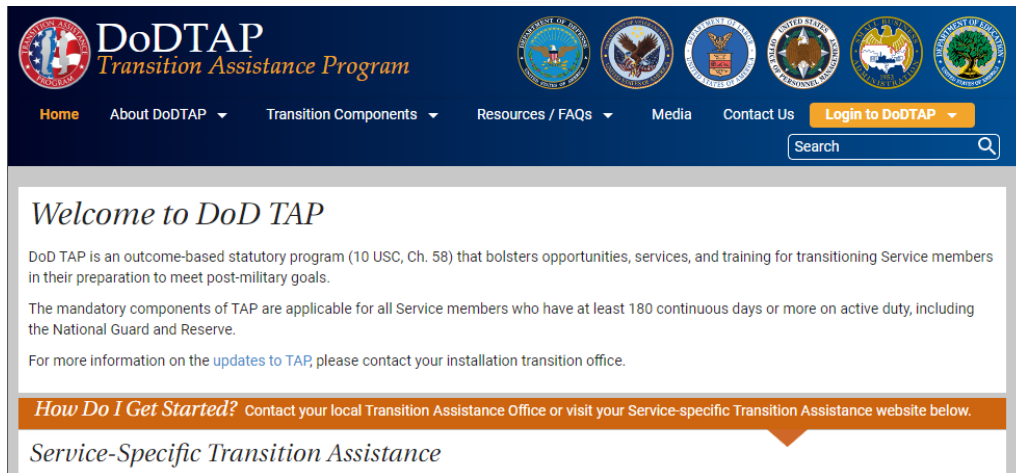 DoDTAP
Transition Assistance Program
Home About DoDTAP Transition Components Resources / FAQs Media Contact Us Login to DoDTAP
Search
Welcome to DoD TAP
DoD TAP is an outcome-based statutory program (10 USC, Ch. 58) that bolsters opportunities, services, and training for transitioning Service members
in their preparation to meet post-military goals.
The mandatory components of TAP are applicable for all Service members who have at least 180 continuous days or more on active duty, including
the National Guard and Reserve.
For more information on the updates to TAP, please contact your installation transition office.
How Do I Get Started? Contact your local Transition Assistance Office or visit your Service-specific Transition Assistance website below.
Service-Specific Transition Assistance